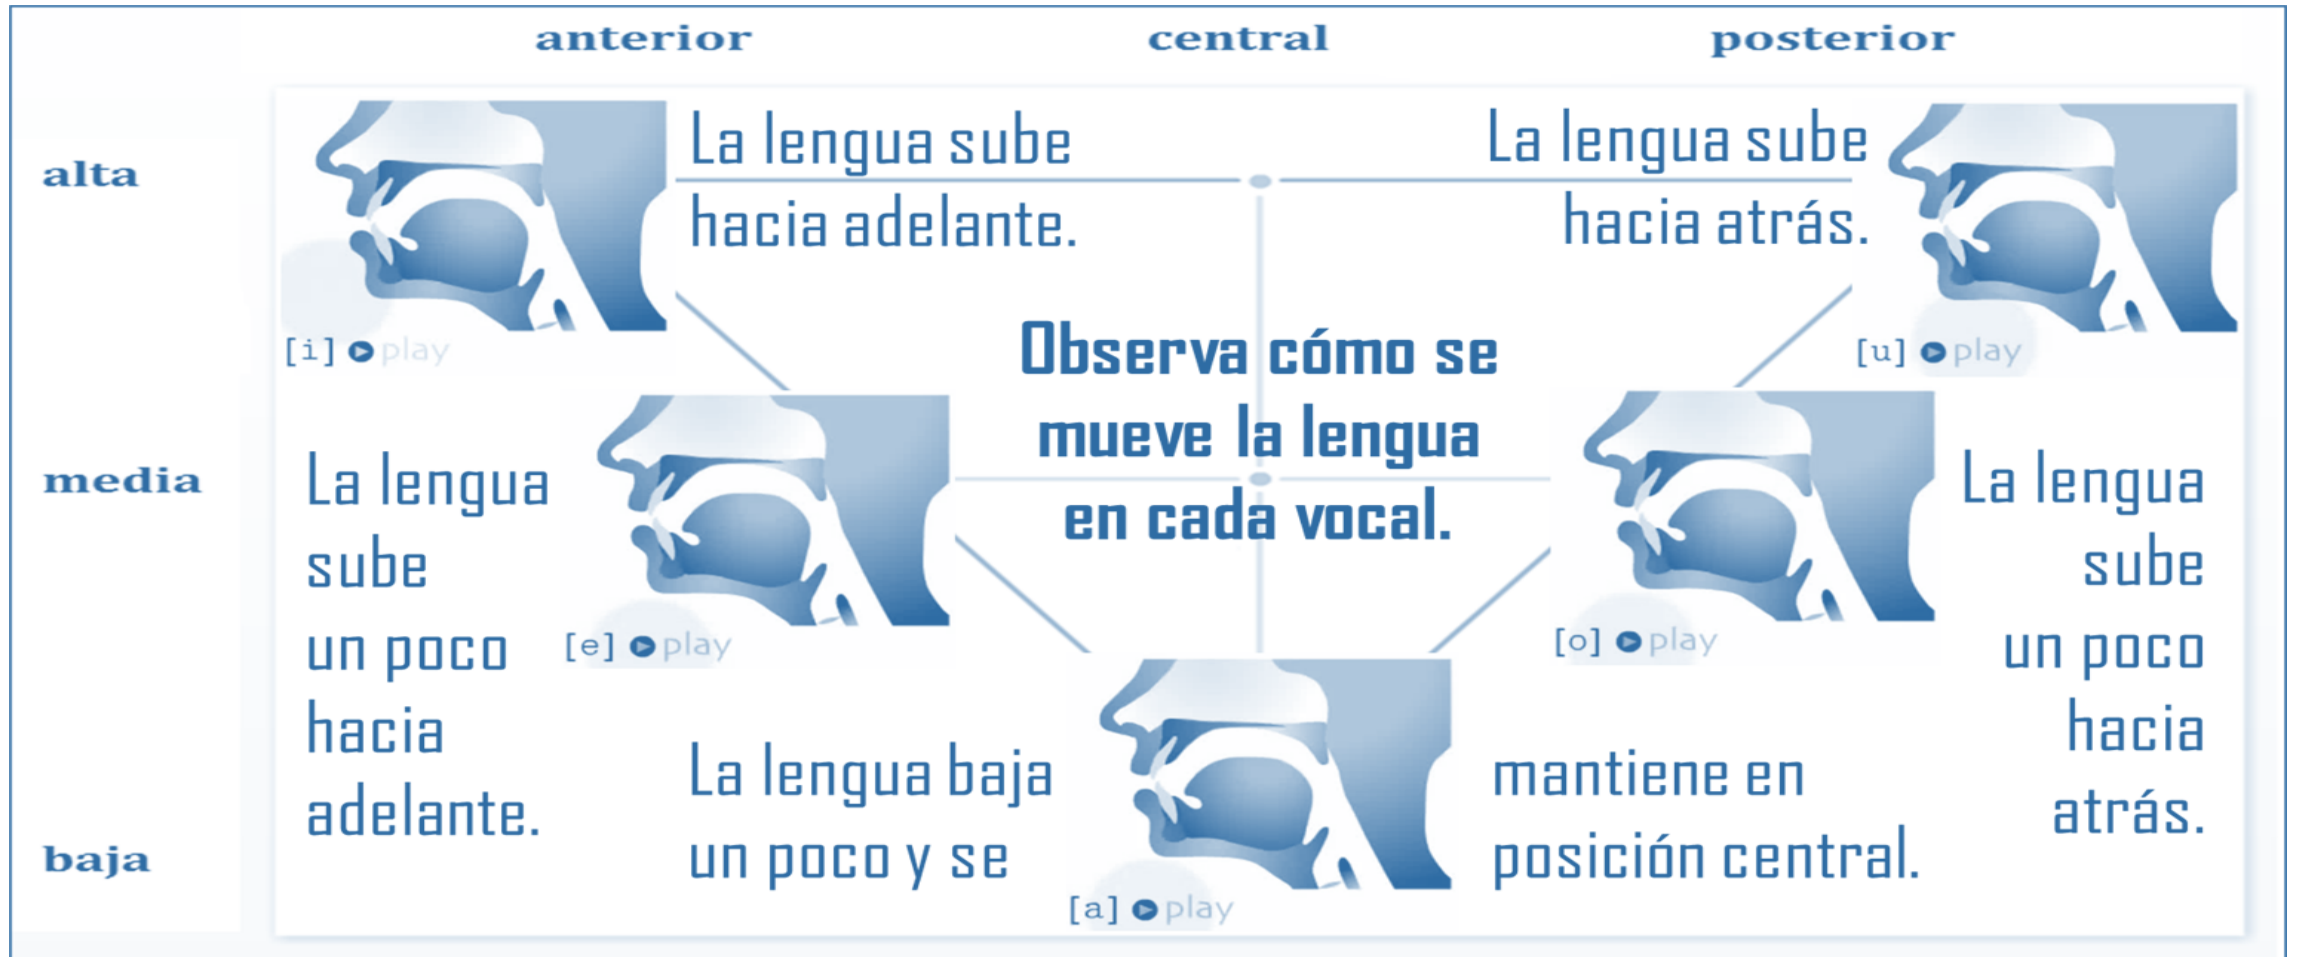 anterior central posterior
alta
La lengua sube
hacia adelante.
[i] play
La lengua sube
hacia atrás.
[u] play
Observa cómo se
mueve la lengua
en cada vocal.
media
La lengua
sube
un poco
hacia
adelante.
[e] play
[o] play
La lengua
sube
un poco
hacia
atrás.
baja
La lengua baja
un poco y se
[a] play
mantiene en
posición central.